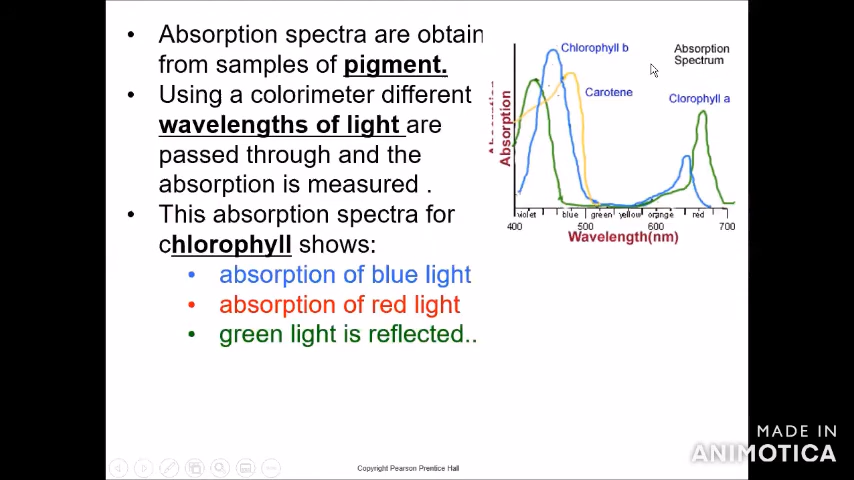 • Absorption spectra are obtain
from samples of pigment.
• Using a colorimeter different
wavelengths of light are
passed through and the
absorption is measured .
• This absorption spectra for
chlorophyll shows:
• absorption of blue light
• absorption of red light
• green light is reflected..
Chlorophyll b
Absorption
Spectrum
Carotene
Clorophyll a
Absorption
violet blue green yellow orange red
400 500 600 700
Wavelength(nm)
Copyright Pearson Prentice Hall
MADE IN
ANIMOTICA